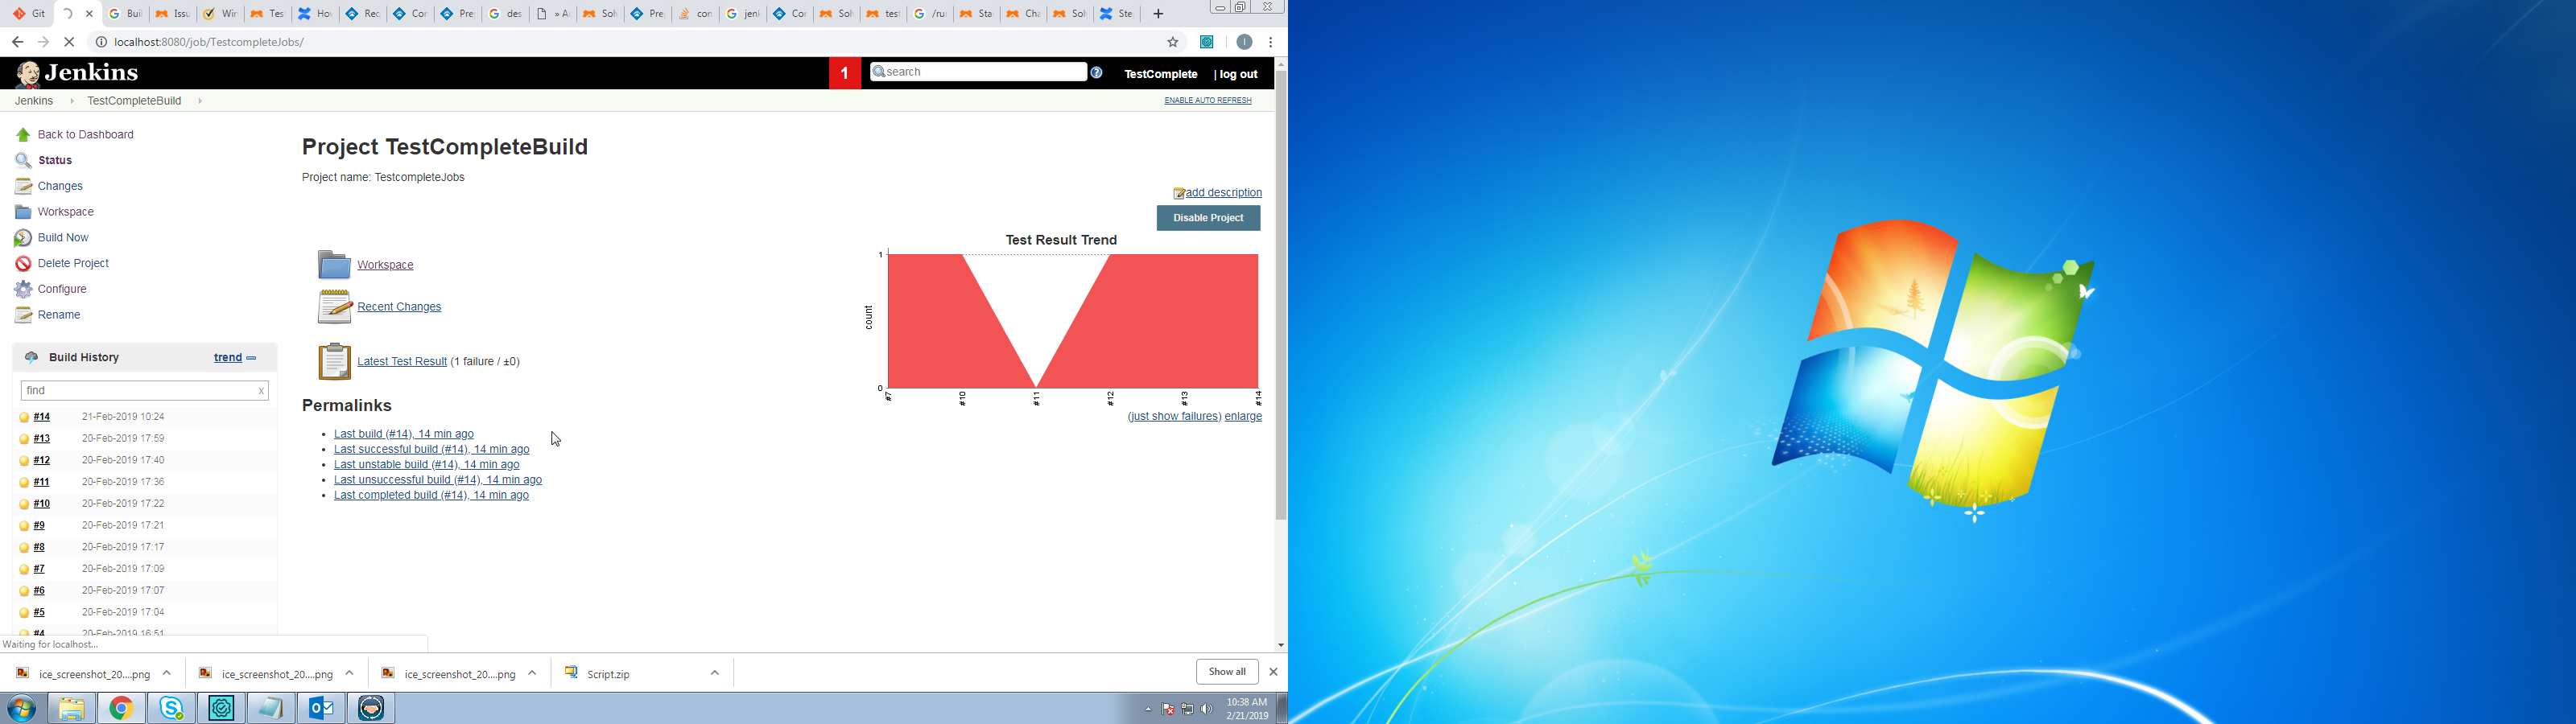 Git
Buil
Issu
Wir
Tes
Hov
Req
Cor
Pre
des
» A
Solv
Pre
con
jenl
Cor
Solv
test
/ru
Sta
Cha
Solv
Ste
localhost:8080/job/TestcompleteJobs/
Jenkins
1
search
TestComplete
| log out
Jenkins
TestCompleteBuild
ENABLE AUTO REFRESH
Back to Dashboard
Status
Changes
Workspace
Build Now
Delete Project
Configure
Rename
Build History
trend
find
x
#14 21-Feb-2019 10:24
#13 20-Feb-2019 17:59
#12 20-Feb-2019 17:40
#11 20-Feb-2019 17:36
#10 20-Feb-2019 17:22
#9 20-Feb-2019 17:21
#8 20-Feb-2019 17:17
#7 20-Feb-2019 17:09
#6 20-Feb-2019 17:07
#5 20-Feb-2019 17:04
#4 20-Feb-2019 16:51
Waiting for localhost...
Project TestCompleteBuild
Project name: TestcompleteJobs
add description
Disable Project
Workspace
Recent Changes
Latest Test Result (1 failure / ±0)
Test Result Trend
count
1
0
#7
#10
#11
#12
#13
#14
(just show failures) enlarge
Permalinks
Last build (#14), 14 min ago
Last successful build (#14), 14 min ago
Last unstable build (#14), 14 min ago
Last unsuccessful build (#14), 14 min ago
Last completed build (#14), 14 min ago
ice_screenshot_20....png
ice_screenshot_20....png
ice_screenshot_20....png
Script.zip
Show all
10:38 AM
2/21/2019